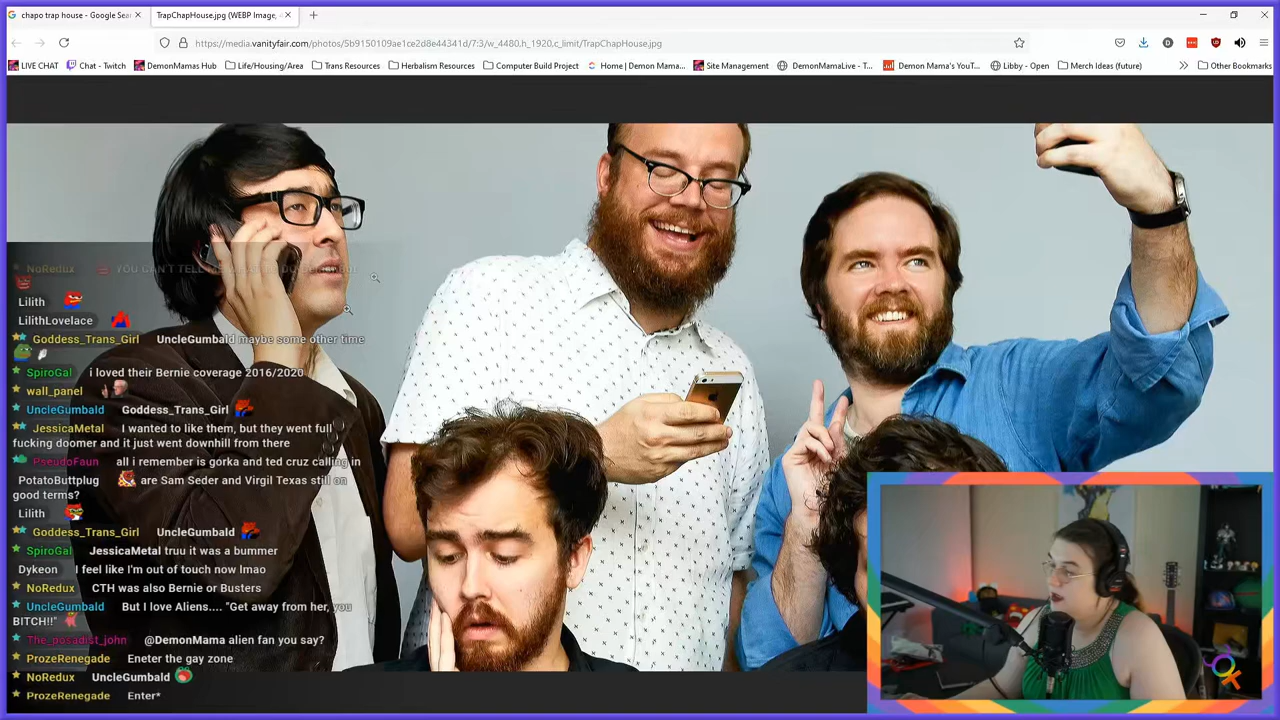 chapo trap house - Google Sea
TrapChapHouse.jpg (WEBP Image,
https://media.vanityfair.com/photos/5b9150109ae1ce2d8e44341d/7:3/w_4480,h_1920,c_limit/TrapChapHouse.jpg
LIVE CHAT Chat - Twitch DemonMamas Hub Life/Housing/Area Trans Resources Herbalism Resources Computer Build Project Home | Demon Mama... Site Management DemonMamaLive - T... Demon Mama's YouT... Libby - Open Merch Ideas (future) Other Bookmarks
NoRedux YOU CAN'T TELL
Lilith
LilithLovelace
Goddess_Trans_Girl UncleGumbald maybe some other time
SpiroGal i loved their Bernie coverage 2016/2020
wall_panel
UncleGumbald Goddess_Trans_Girl
JessicaMetal I wanted to like them, but they went full
fucking doomer and it just went downhill from there
PseudoFaun all i remember is gorka and ted cruz calling in
PotatoButtplug are Sam Seder and Virgil Texas still on
good terms?
Lilith
Goddess_Trans_Girl UncleGumbald
SpiroGal JessicaMetal truu it was a bummer
Dykeon I feel like I'm out of touch now lmao
NoRedux CTH was also Bernie or Busters
UncleGumbald But I love Aliens.... "Get away from her, you
BITCH!!"
The_posadist_john @DemonMama alien fan you say?
ProzeRenegade Eneter the gay zone
NoRedux UncleGumbald
ProzeRenegade Enter*